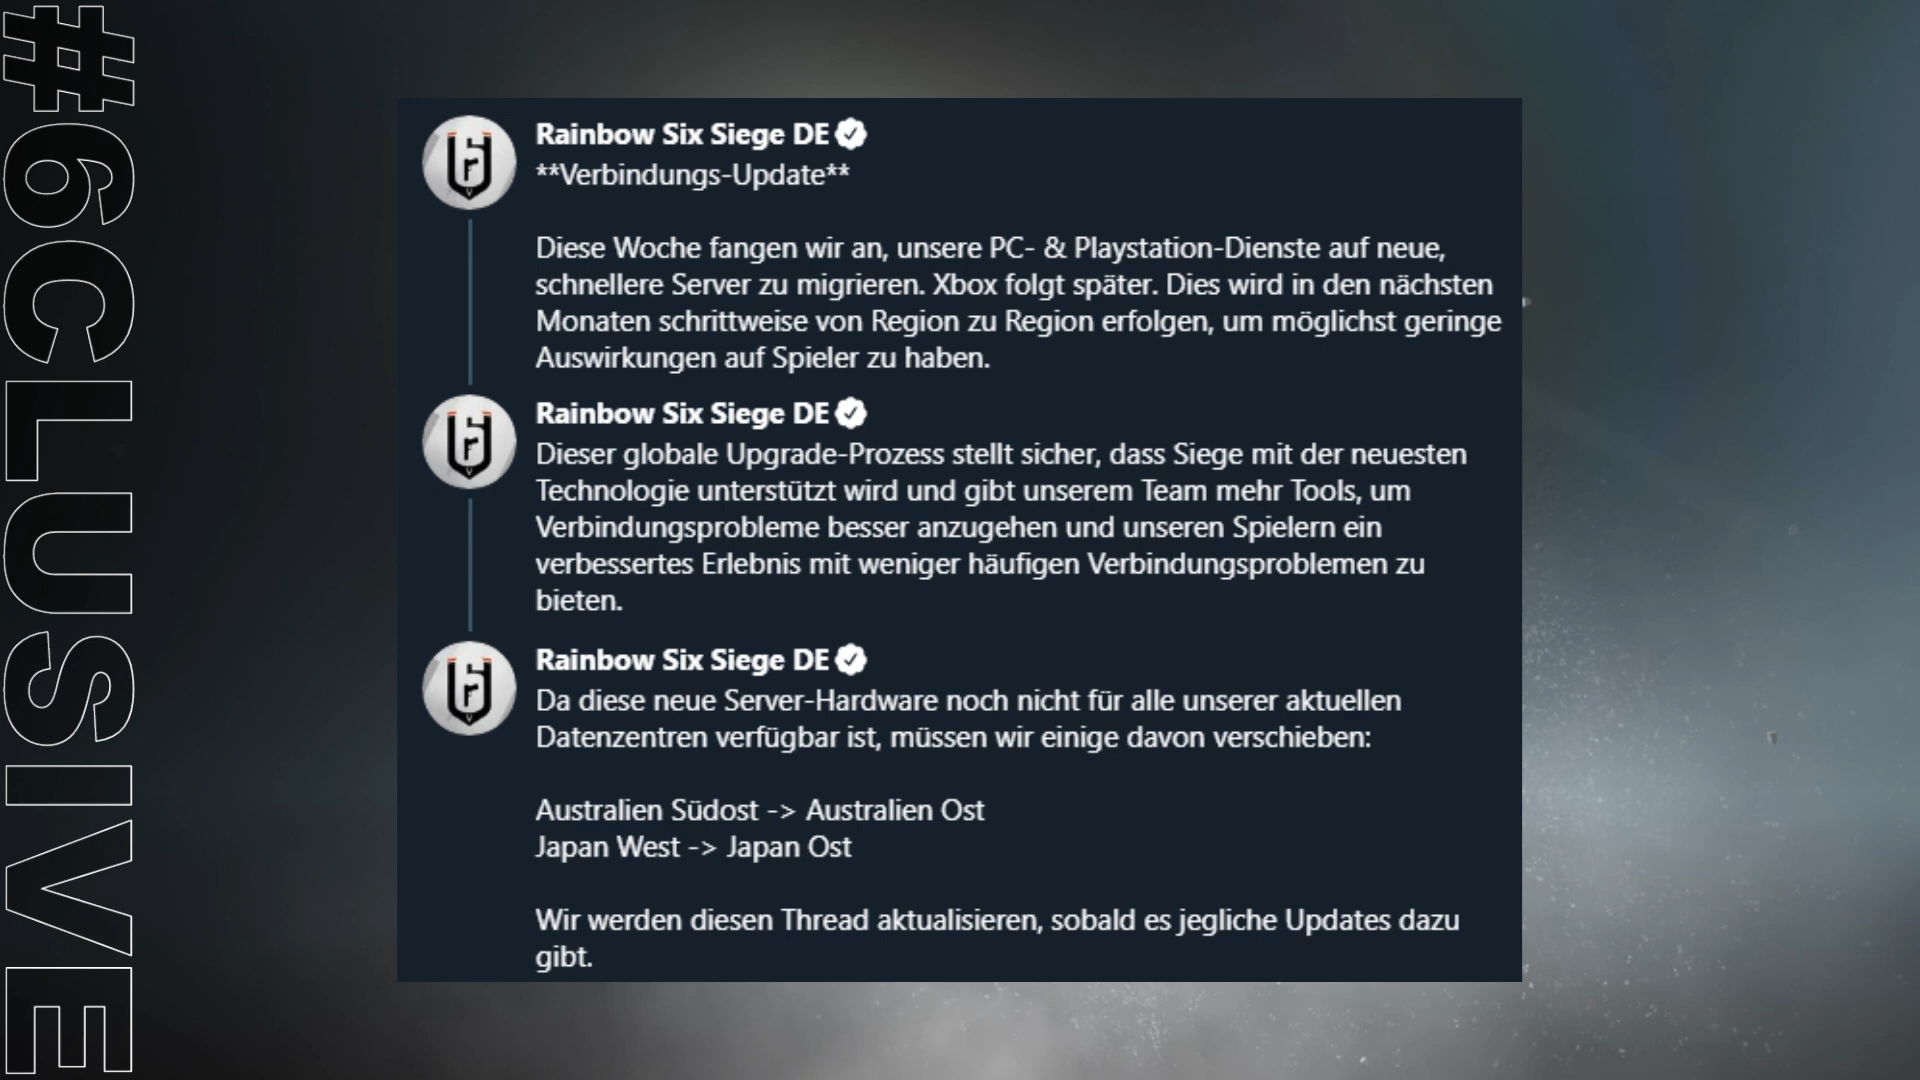 #6CLUSIVE
Rainbow Six Siege DE
**Verbindungs-Update**
Diese Woche fangen wir an, unsere PC- & Playstation-Dienste auf neue,
schnellere Server zu migrieren. Xbox folgt später. Dies wird in den nächsten
Monaten schrittweise von Region zu Region erfolgen, um möglichst geringe
Auswirkungen auf Spieler zu haben.
Rainbow Six Siege DE
Dieser globale Upgrade-Prozess stellt sicher, dass Siege mit der neuesten
Technologie unterstützt wird und gibt unserem Team mehr Tools, um
Verbindungsprobleme besser anzugehen und unseren Spielern ein
verbessertes Erlebnis mit weniger häufigen Verbindungsproblemen zu
bieten.
Rainbow Six Siege DE
Da diese neue Server-Hardware noch nicht für alle unserer aktuellen
Datenzentren verfügbar ist, müssen wir einige davon verschieben:
Australien Südost -> Australien Ost
Japan West -> Japan Ost
Wir werden diesen Thread aktualisieren, sobald es jegliche Updates dazu
gibt.